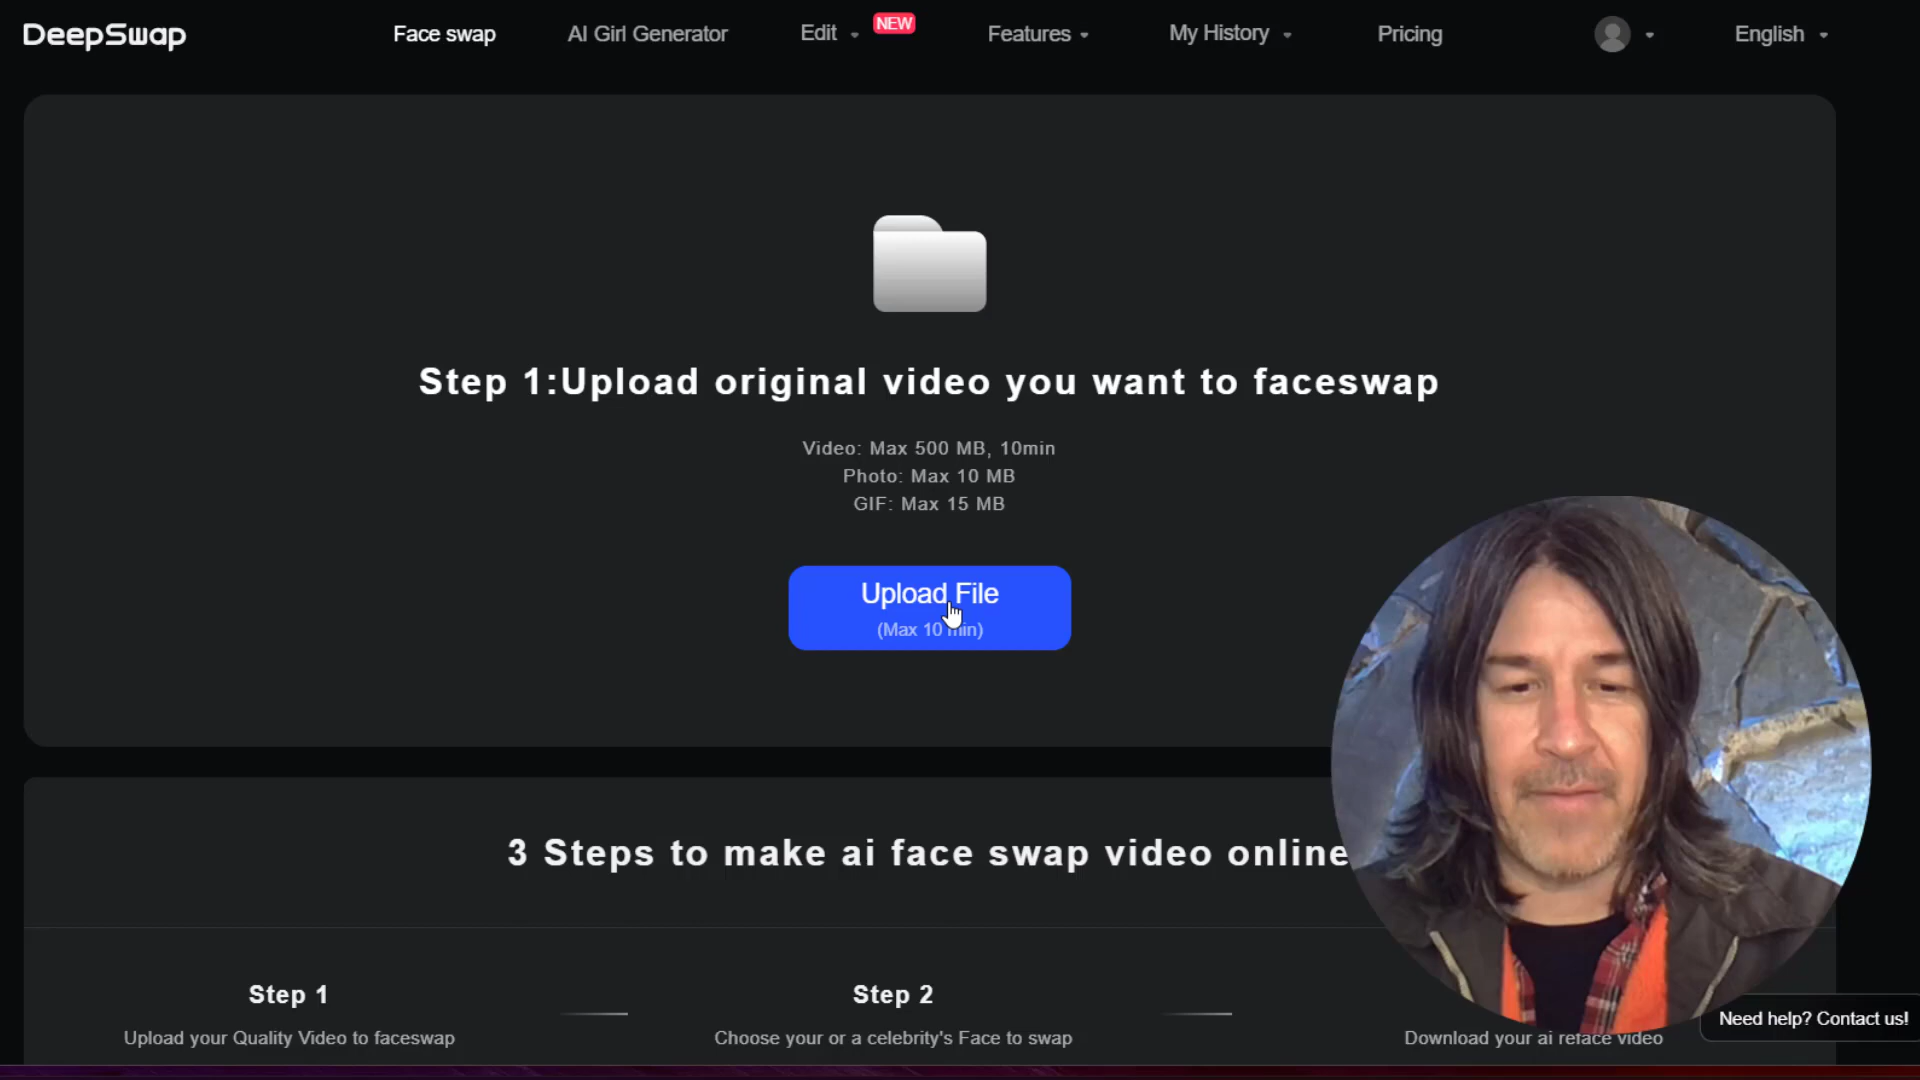 DeepSwap
Face swap
AI Girl Generator
Edit
NEW
Features
My History
Pricing
English
Step 1:Upload original video you want to faceswap
Video: Max 500 MB, 10min
Photo: Max 10 MB
GIF: Max 15 MB
Upload File
(Max 10 min)
3 Steps to make ai face swap video online
Step 1
Step 2
Upload your Quality Video to faceswap
Choose your or a celebrity's Face to swap
Download your ai reface video
Need help? Contact us!